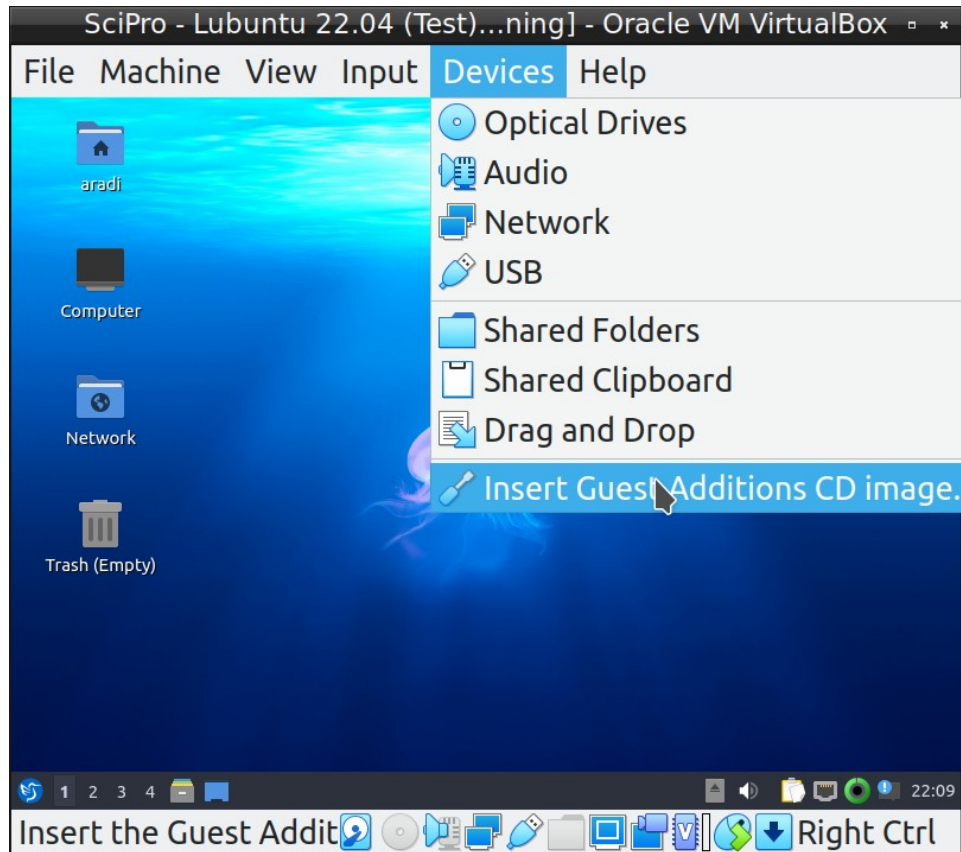 SciPro - Lubuntu 22.04 (Test)...ning] - Oracle VM VirtualBox
File Machine View Input Devices Help
Optical Drives
Audio
Network
USB
Shared Folders
Shared Clipboard
Drag and Drop
Insert Guest Additions CD image.
aradi
Computer
Network
Trash (Empty)
1 2 3 4 22:09
Insert the Guest Addit Right Ctrl